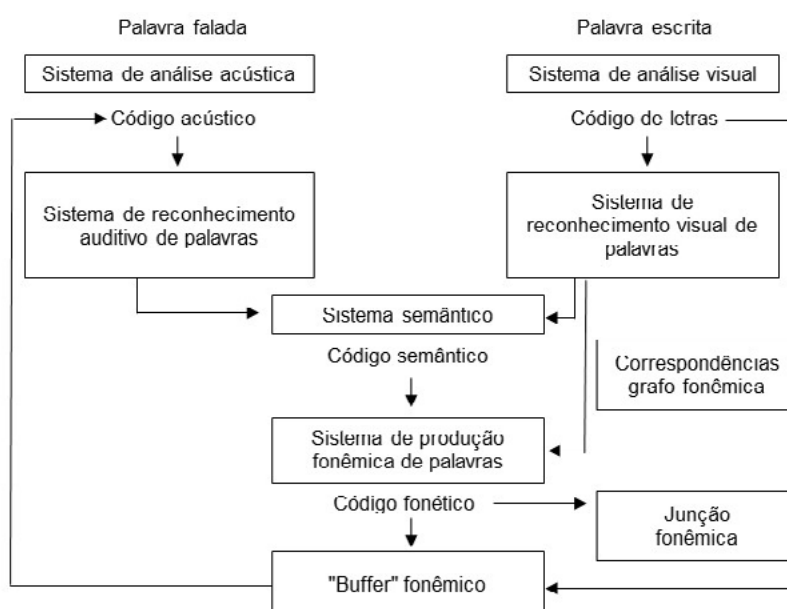 Palavra falada
Palavra escrita
Sistema de análise acústica
Sistema de análise visual
Código acústico
Código de letras
Sistema de reconhecimento
auditivo de palavras
Sistema de
reconhecimento visual de
palavras
Sistema semântico
Código semântico
Correspondências
grafo fonêmica
Sistema de produção
fonêmica de palavras
Código fonético
Junção
fonêmica
"Buffer" fonêmico